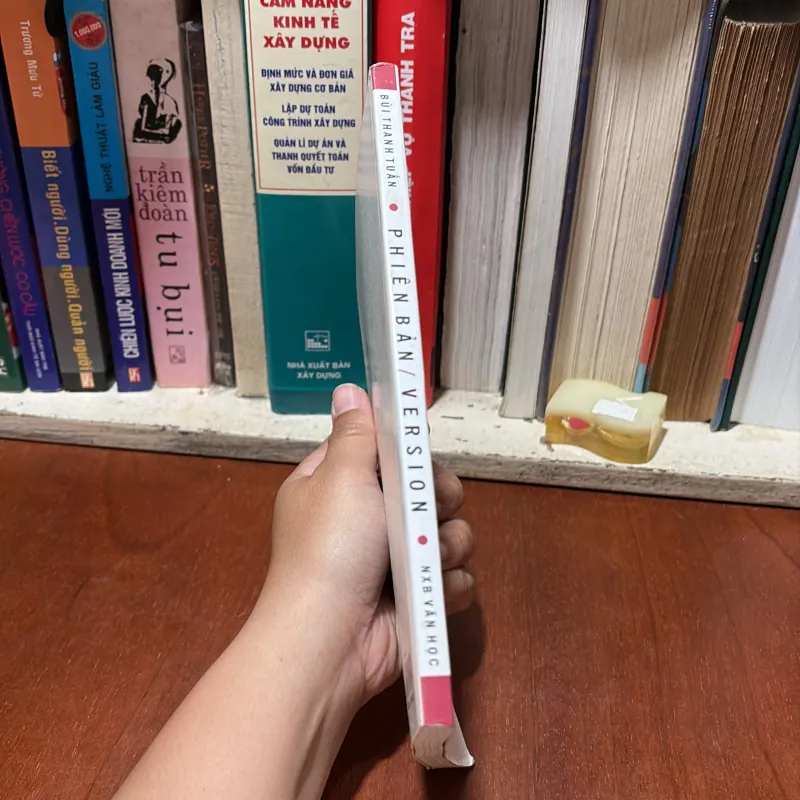 BÙI THANH TUẤN
PHIÊN BẢN / VERSION
NXB VĂN HỌC
Trương Mưu Tử
Biết người. Dùng người. Quản người
1.000.000
NGHỆ THUẬT LÀM GIÀU
CHIẾN LƯỢC KINH DOANH MỚI
trần
kiêm
đoàn
tu bụi
CẨM NANG
KINH TẾ
XÂY DỰNG
ĐỊNH MỨC VÀ ĐƠN GIÁ
XÂY DỰNG CƠ BẢN
LẬP DỰ TOÁN
CÔNG TRÌNH XÂY DỰNG
QUẢN LÍ DỰ ÁN VÀ
THANH QUYẾT TOÁN
VỐN ĐẦU TƯ
NHÀ XUẤT BẢN
XÂY DỰNG
THANH TRA